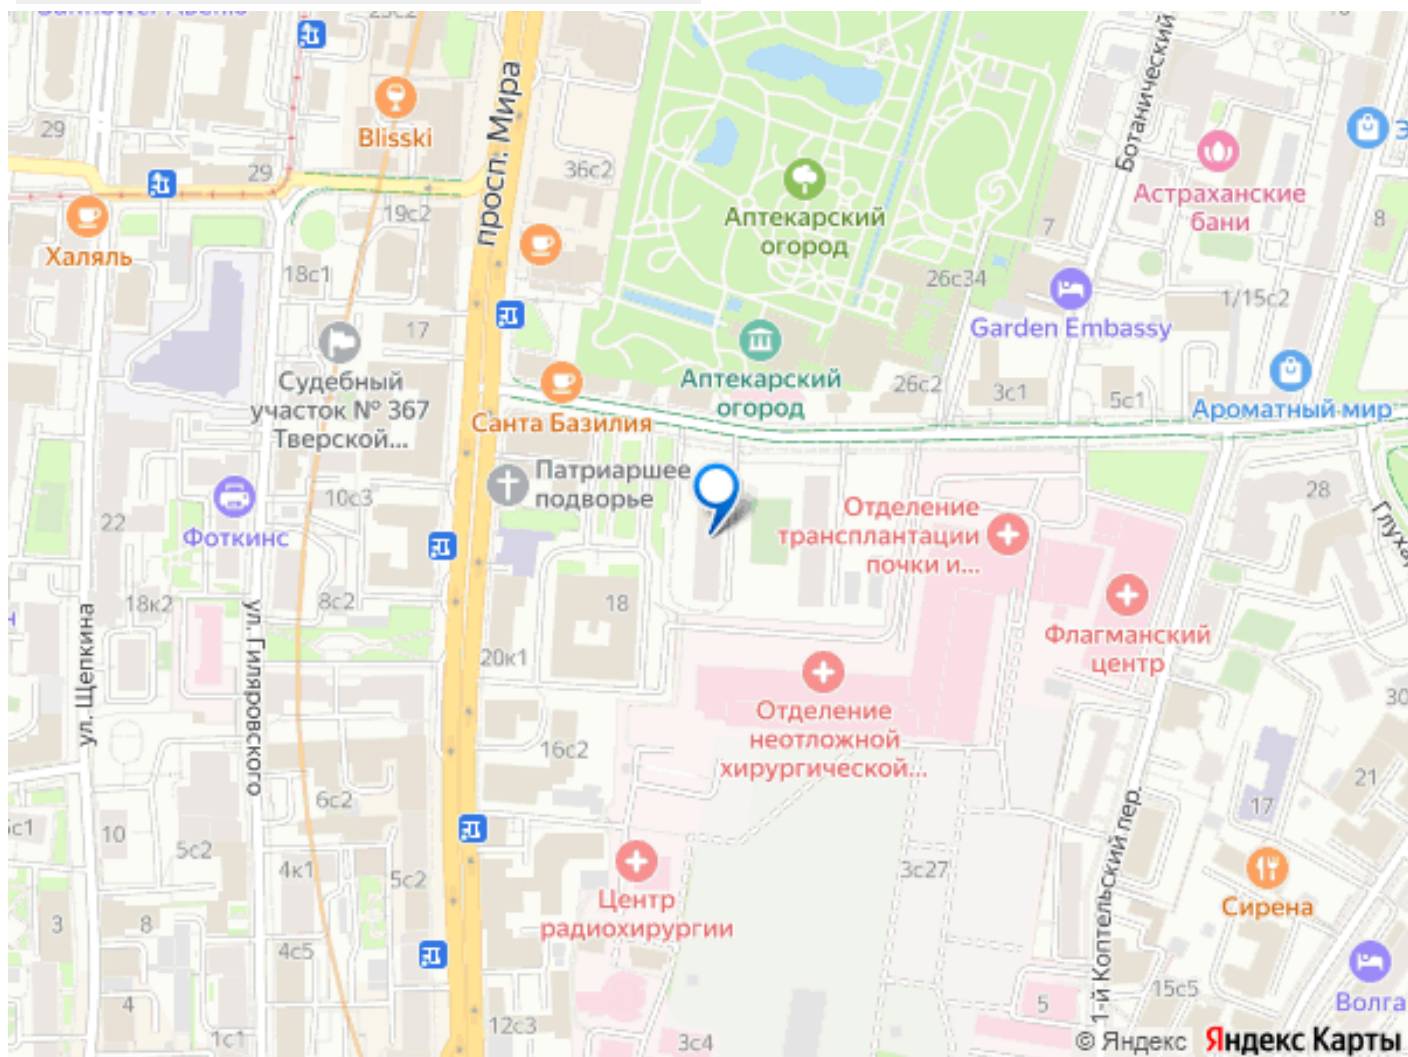 29
29
Blisski
просп. Мира
36с2
19с2
Халяль
18с1
17
Аптекарский
огород
Ботанический
Астраханские
бани
7
8
26с34
1/15с2
Garden Embassy
Судебный
участок № 367
Тверской...
Аптекарский
огород
26с2
3с1
5с1
Ароматный мир
Санта Базилия
Патриаршее
подворье
10с3
Фоткинс
22
Отделение
трансплантации
почки и...
28
18к2
8с2
18
20к1
ул. Щепкина
ул. Гиляровского
Флагманский
центр
Отделение
неотложной
хирургической...
30
16с2
6с2
10
5с2
4к1
5с2
21
17
1-й Коптельский пер.
3с27
Сирена
Центр
радиохирургии
3
8
4с5
4
1с1
12с3
3с4
5
15с5
Волга
© Яндекс
Яндекс Карты